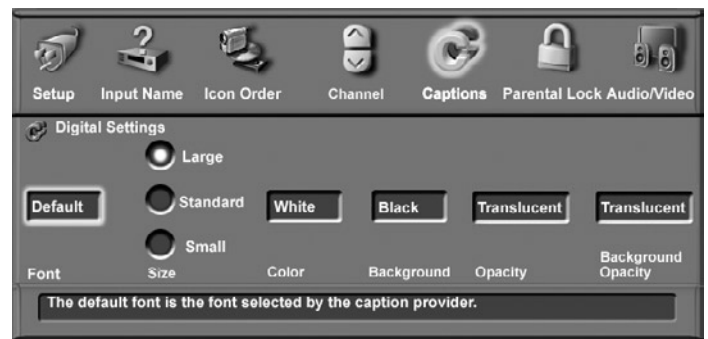 Setup Input Name Icon Order Channel Captions Parental Lock Audio/Video
Digital Settings
Large
Standard
Small
Default White Black Translucent Translucent
Font Size Color Background Opacity Background
Opacity
The default font is the font selected by the caption provider.